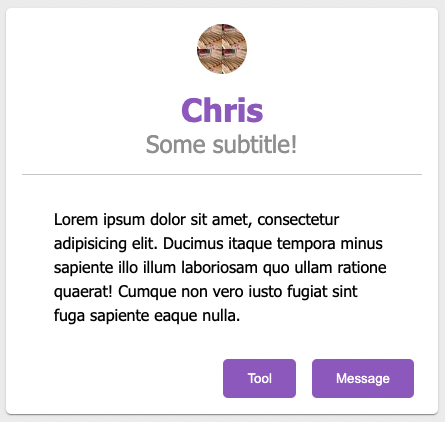 Chris
Some subtitle!
Lorem ipsum dolor sit amet, consectetur
adipisicing elit. Ducimus itaque tempora minus
sapiente illo illum laboriosam quo ullam ratione
quaerat! Cumque non vero iusto fugiat sint
fuga sapiente eaque nulla.
Tool
Message